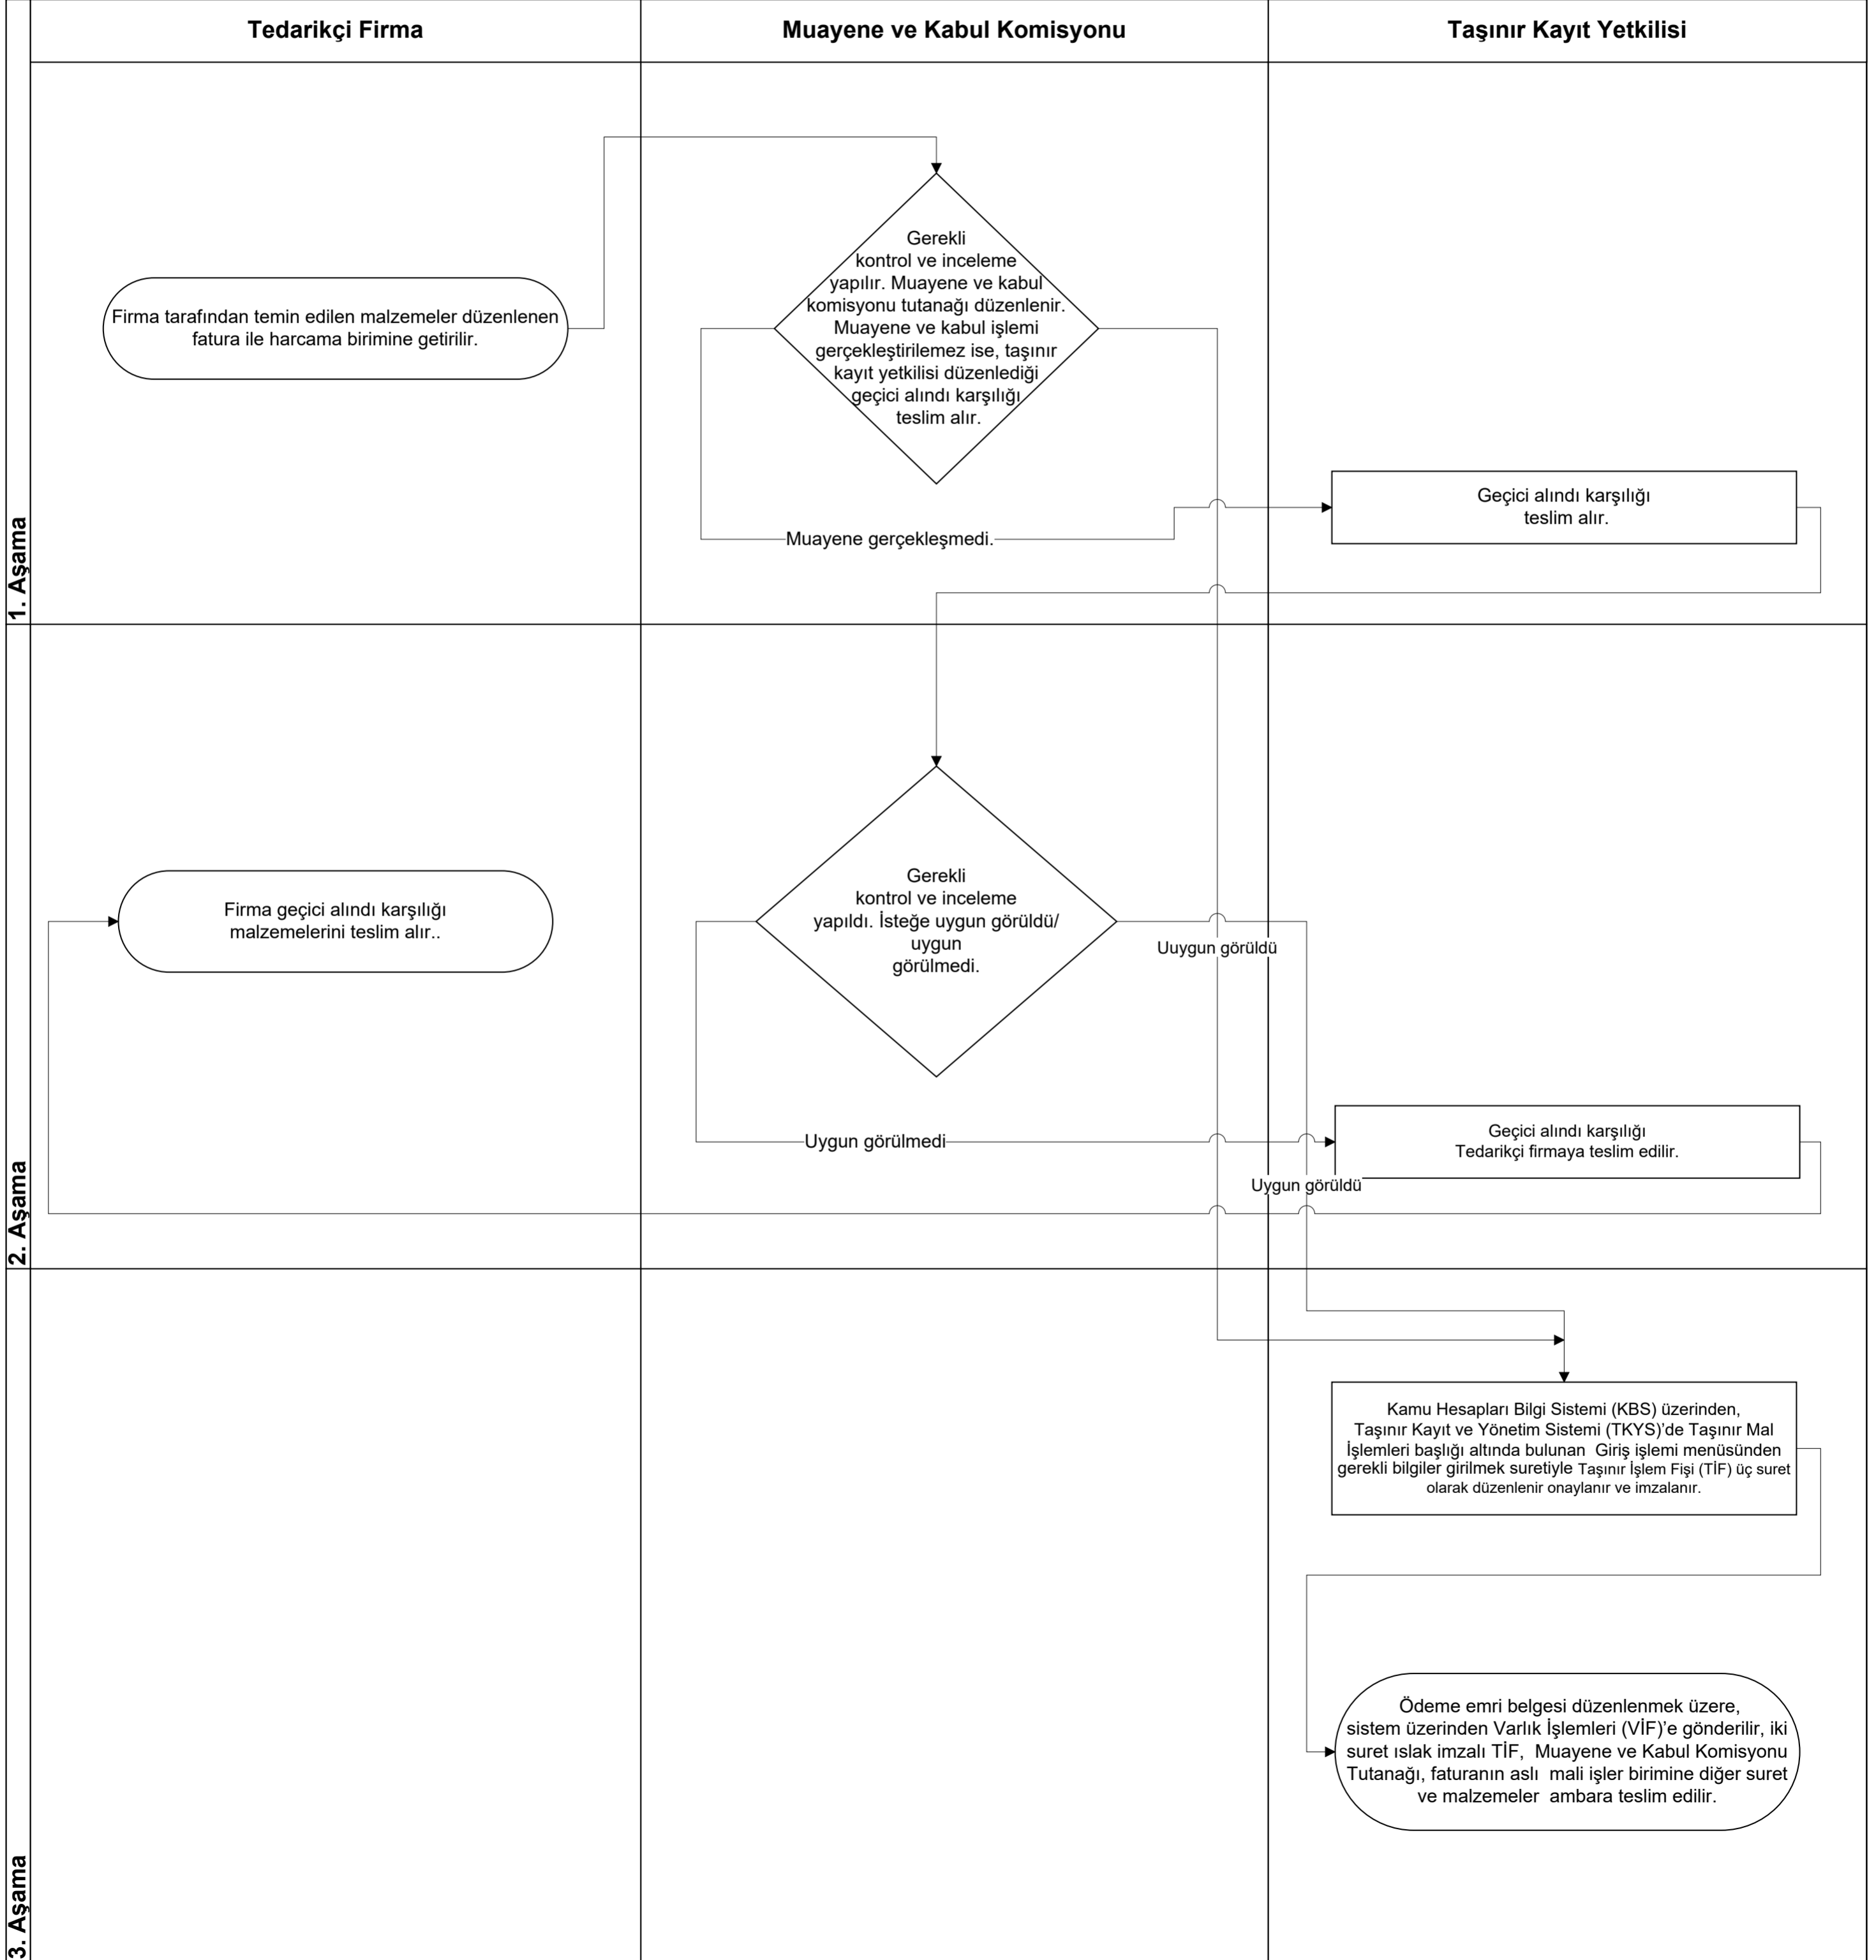 Tedarikçi Firma
Muayene ve Kabul Komisyonu
Taşınır Kayıt Yetkilisi
1. Aşama
Firma tarafından temin edilen malzemeler düzenlenen
fatura ile harcama birimine getirilir.
Gerekli
kontrol ve inceleme
yapılır. Muayene ve kabul
komisyonu tutanağı düzenlenir.
Muayene ve kabul işlemi
gerçekleştirilemez ise, taşınır
kayıt yetkilisi düzenlediği
geçici alındı karşılığı
teslim alır.
Muayene gerçekleşmedi.
Geçici alındı karşılığı
teslim alır.
2. Aşama
Firma geçici alındı karşılığı
malzemelerini teslim alır..
Gerekli
kontrol ve inceleme
yapıldı. İsteğe uygun görüldü/
uygun
görülmedi.
Uuygun görüldü
Uygun görülmedi
Geçici alındı karşılığı
Tedarikçi firmaya teslim edilir.
Uygun görüldü
3. Aşama
Kamu Hesapları Bilgi Sistemi (KBS) üzerinden,
Taşınır Kayıt ve Yönetim Sistemi (TKYS)’de Taşınır Mal
İşlemleri başlığı altında bulunan  Giriş işlemi menüsünden
gerekli bilgiler girilmek suretiyle Taşınır İşlem Fişi (TİF) üç suret
olarak düzenlenir onaylanır ve imzalanır.
Ödeme emri belgesi düzenlenmek üzere,
sistem üzerinden Varlık İşlemleri (VİF)’e gönderilir, iki
suret ıslak imzalı TİF,  Muayene ve Kabul Komisyonu
Tutanağı, faturanın aslı  mali işler birimine diğer suret
ve malzemeler  ambara teslim edilir.